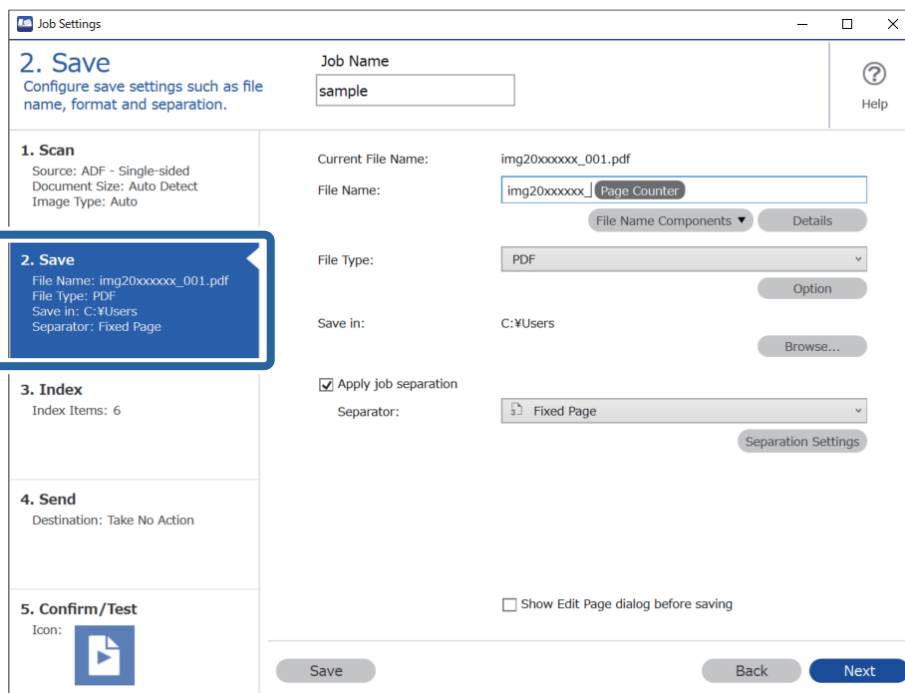 Job Settings
2. Save
Configure save settings such as file
name, format and separation.
Job Name
sample
Help
1. Scan
Source: ADF - Single-sided
Document Size: Auto Detect
Image Type: Auto
2. Save
File Name: img20xxxxxx_001.pdf
File Type: PDF
Save in: C:¥Users
Separator: Fixed Page
3. Index
Index Items: 6
4. Send
Destination: Take No Action
5. Confirm/Test
Icon:
Current File Name: img20xxxxxx_001.pdf
File Name: img20xxxxxx_ Page Counter
File Name Components ▼ Details
File Type: PDF
Option
Save in: C:¥Users
Browse...
Apply job separation
Separator: Fixed Page
Separation Settings
Show Edit Page dialog before saving
Save Back Next